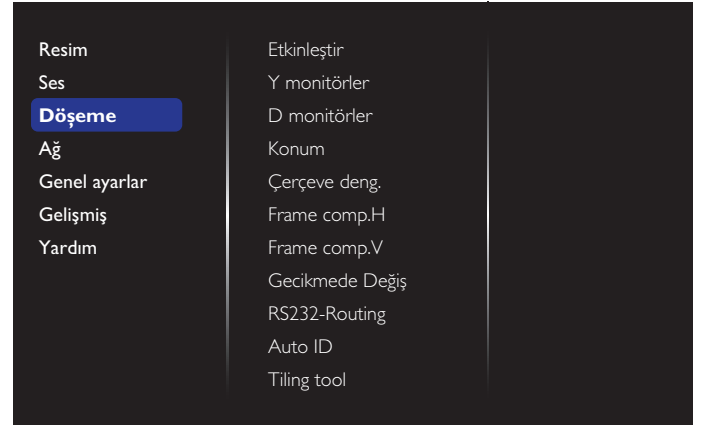 Resim
Ses
Döşeme
Ağ
Genel ayarlar
Gelişmiş
Yardım
Etkinleştir
Y monitörler
D monitörler
Konum
Çerçeve deng.
Frame comp.H
Frame comp.V
Gecikmede Değiş
RS232-Routing
Auto ID
Tiling tool